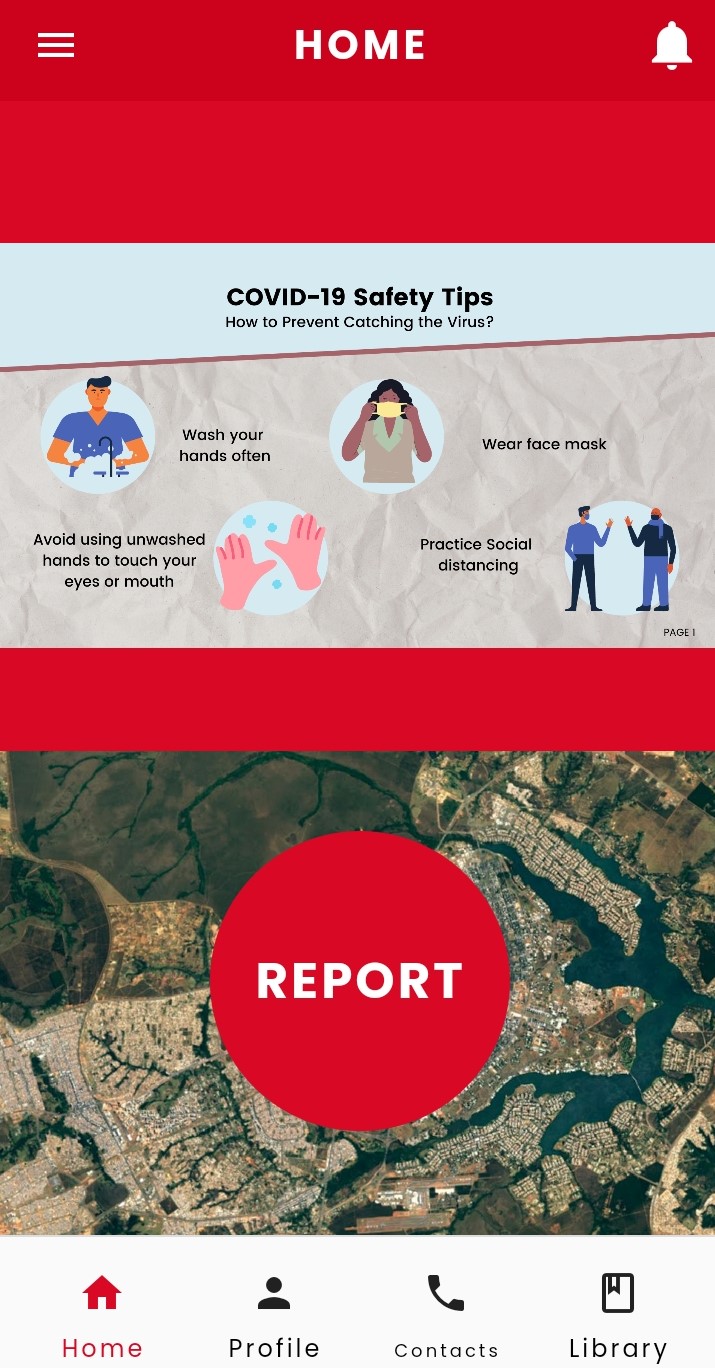 HOME
COVID-19 Safety Tips
How to Prevent Catching the Virus?
Wash your
hands often
Wear face mask
Avoid using unwashed
hands to touch your
eyes or mouth
Practice Social
distancing
PAGE 1
REPORT
Home
Profile
Contacts
Library